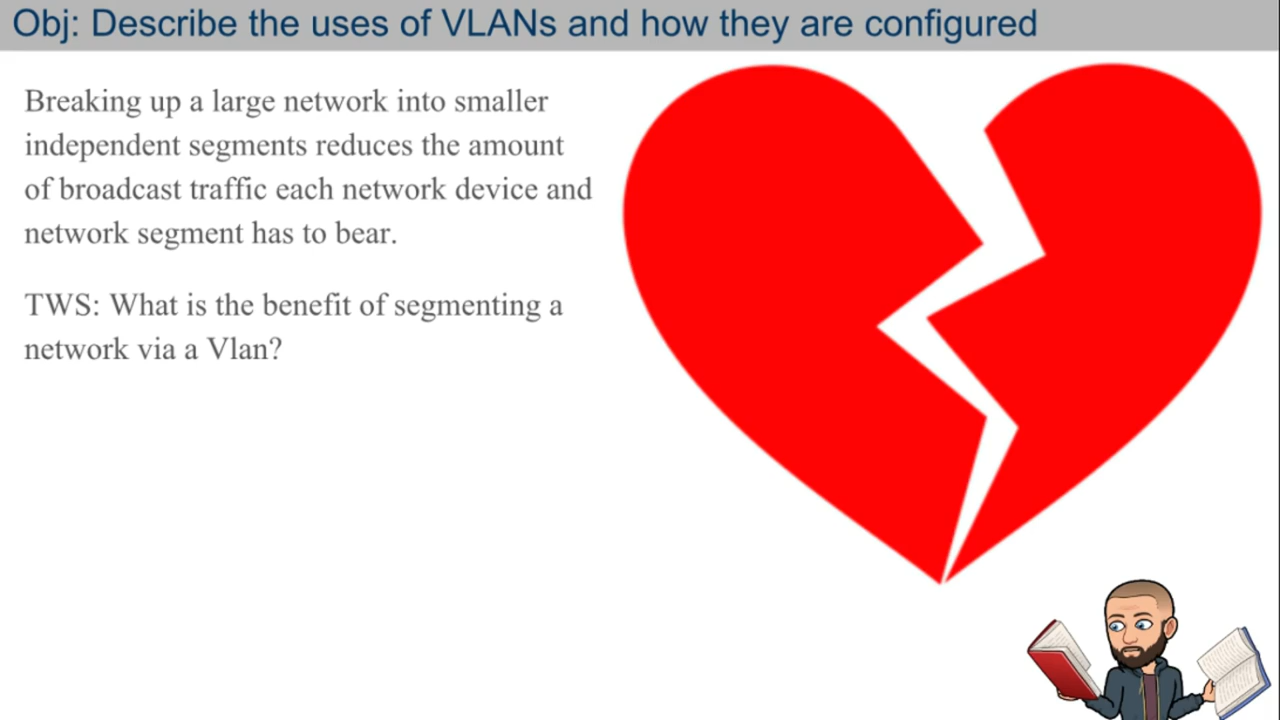 Obj: Describe the uses of VLANs and how they are configured
Breaking up a large network into smaller
independent segments reduces the amount
of broadcast traffic each network device and
network segment has to bear.
TWS: What is the benefit of segmenting a
network via a Vlan?